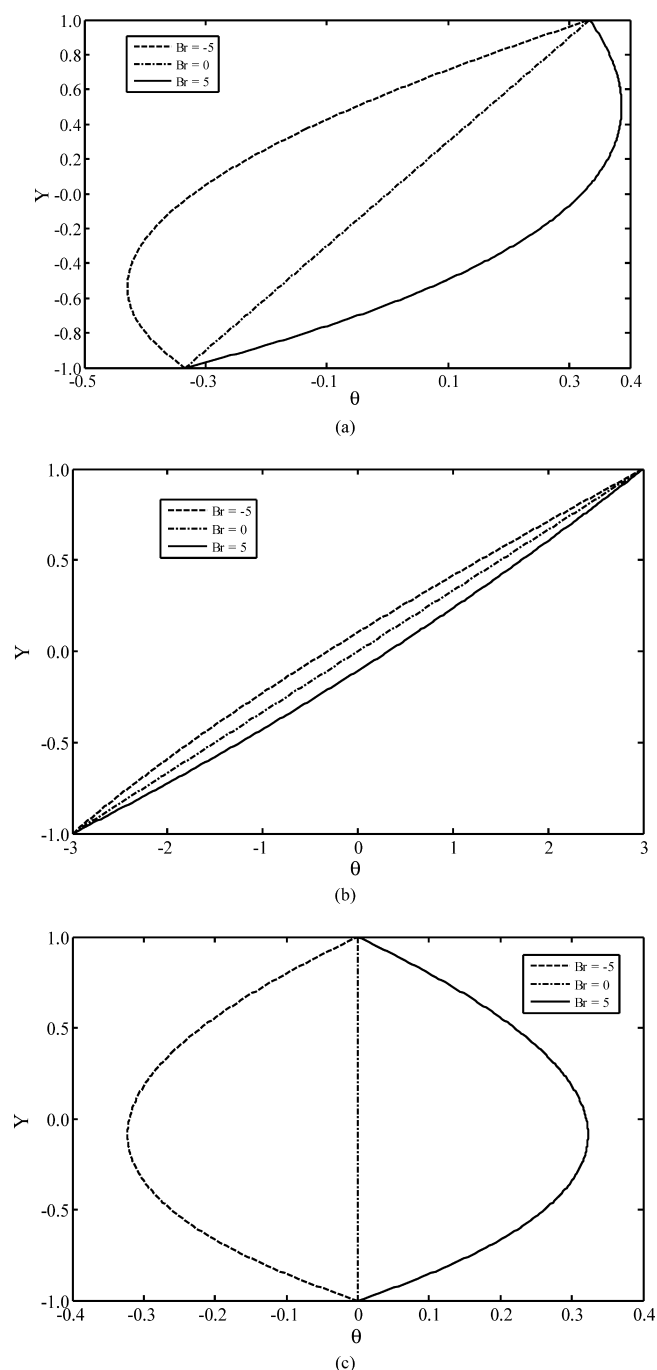 1.0
0.8
0.6
0.4
0.2
-0.0
-0.2
-0.4
-0.6
-0.8
-1.0
Y
Br = -5
Br = 0
Br = 5
-0.5 -0.3 -0.1 0.1 0.3 0.4
θ
(a)
1.0
0.5
0.0
-0.5
-1.0
Y
Br = -5
Br = 0
Br = 5
-3 -2 -1 0 1 2 3
θ
(b)
1.0
0.5
0.0
-0.5
-1.0
Y
Br = -5
Br = 0
Br = 5
-0.4 -0.3 -0.2 -0.1 0 0.1 0.2 0.3 0.4
θ
(c)